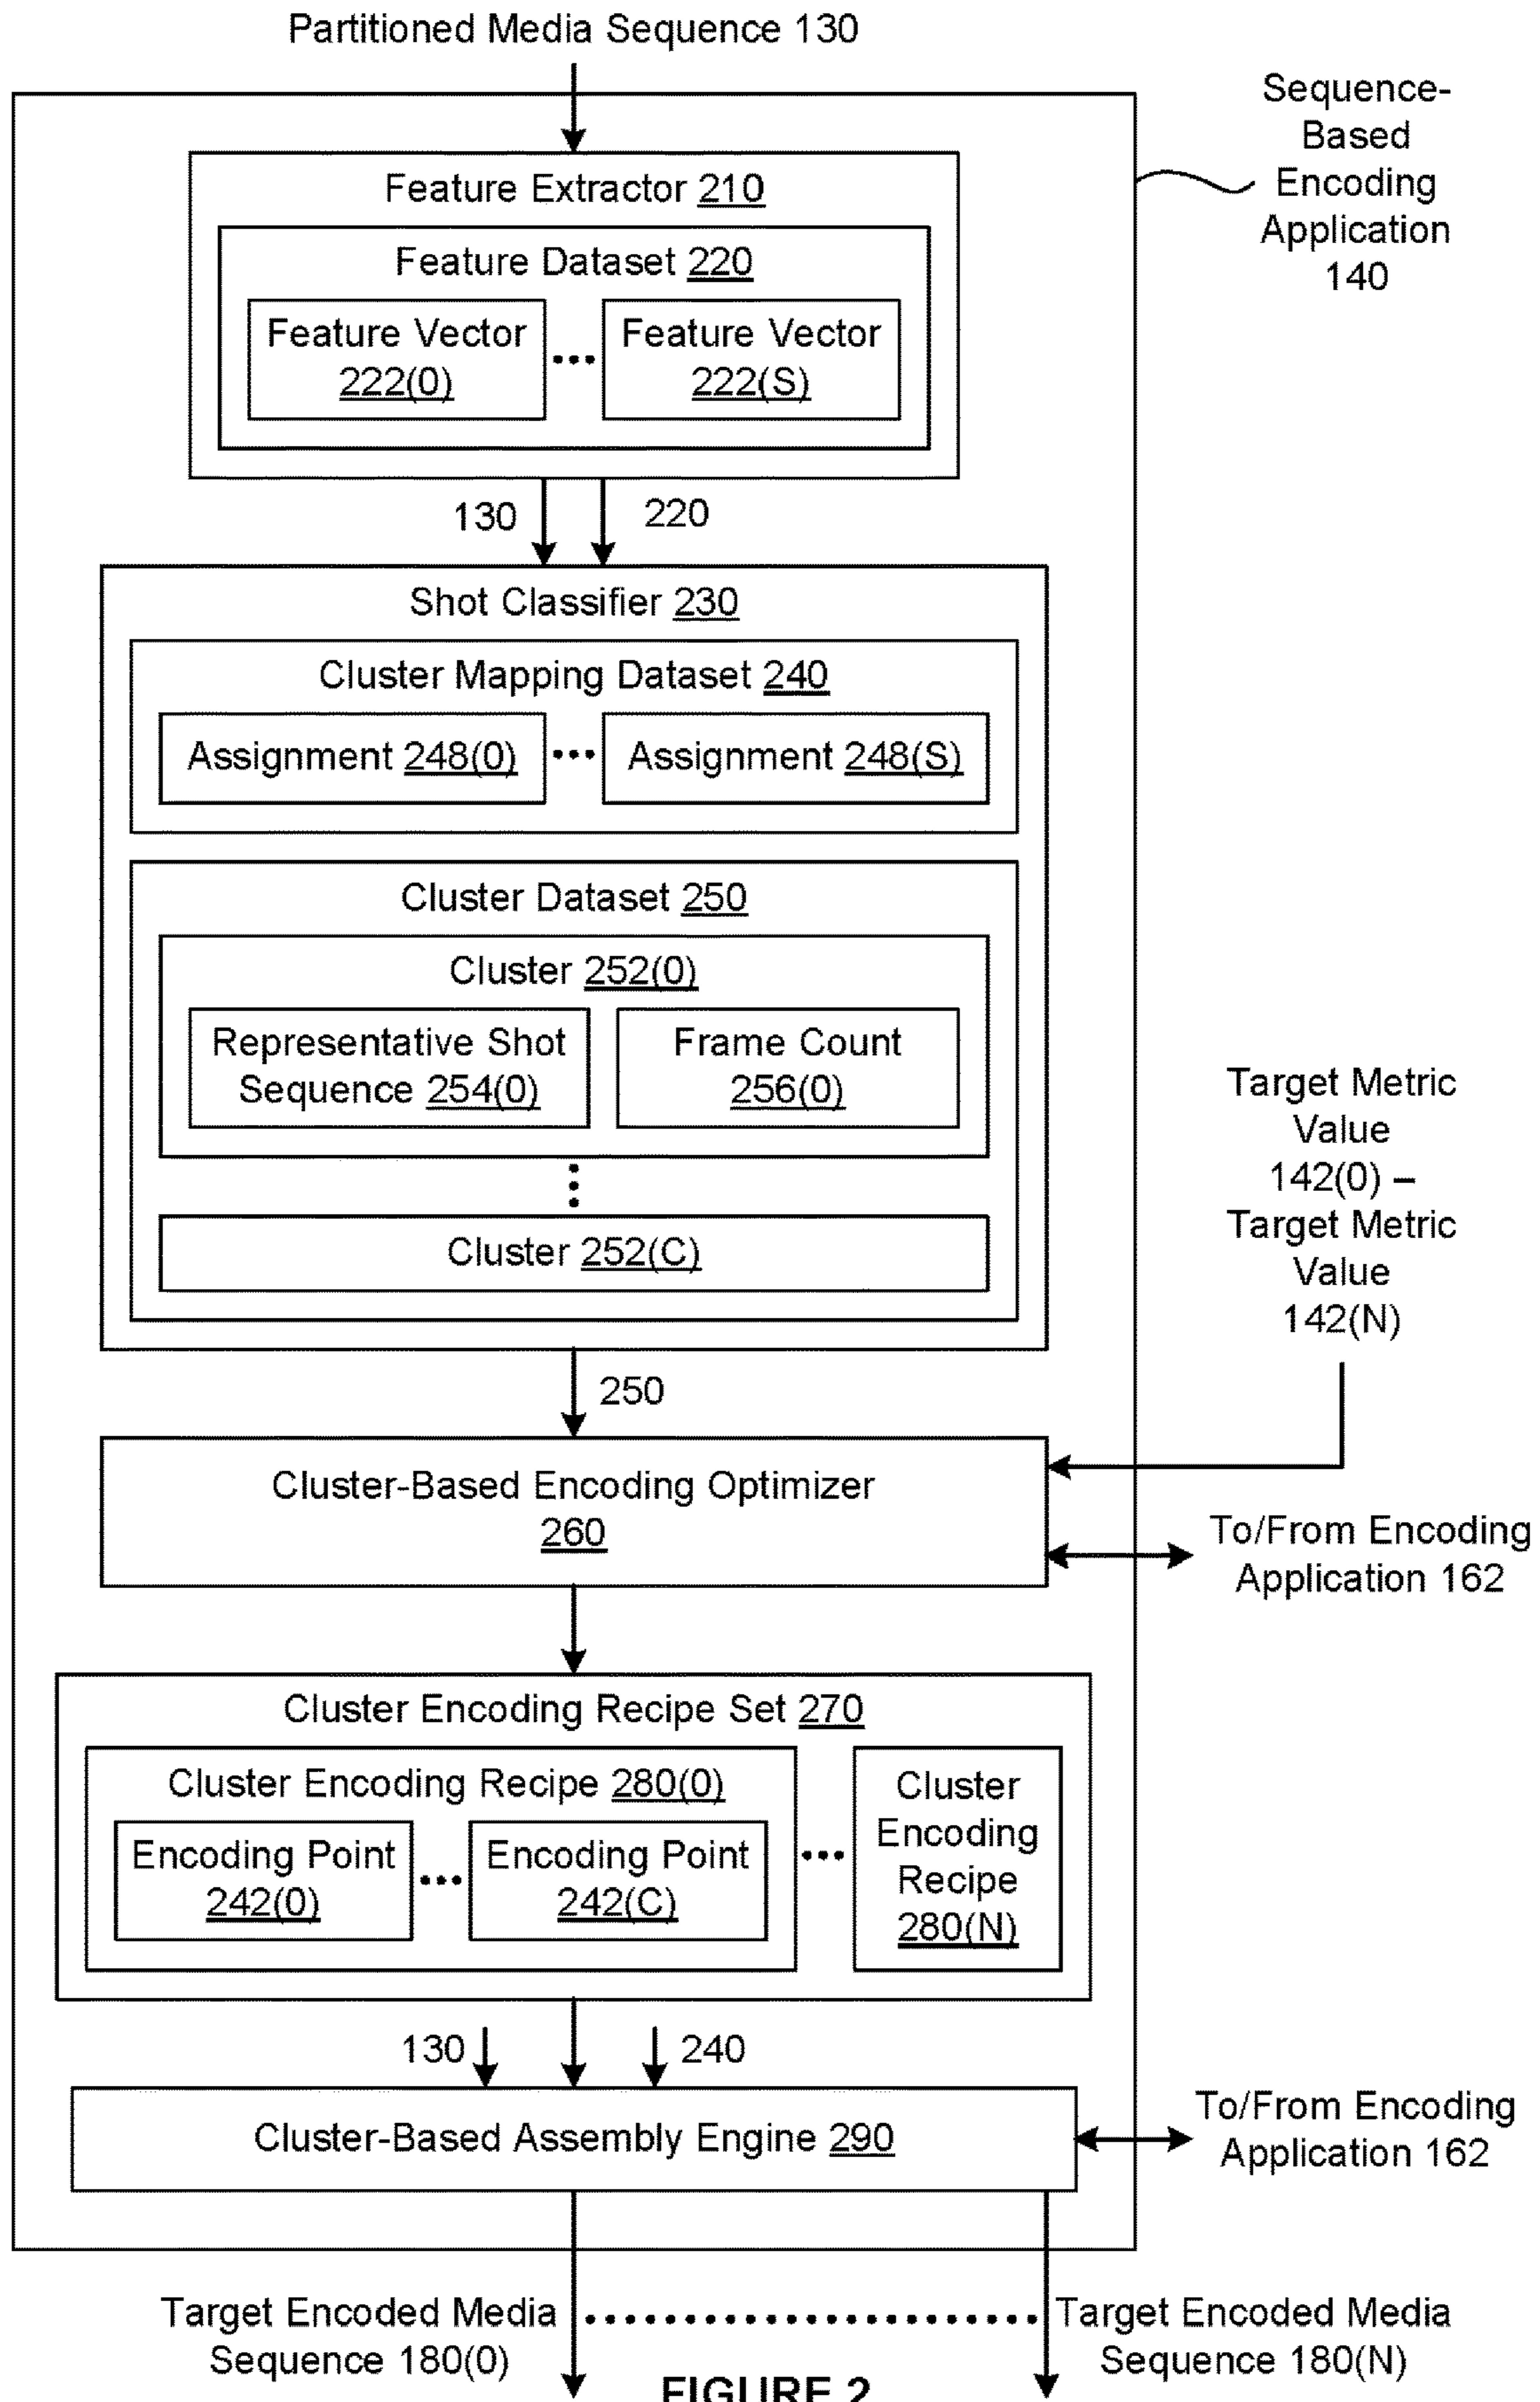 Partitioned Media Sequence 130
Sequence-
Based
Encoding
Application
140
Feature Extractor 210
Feature Dataset 220
Feature Vector
222(0)
Feature Vector
222(S)
130
220
Shot Classifier 230
Cluster Mapping Dataset 240
Assignment 248(0)
Assignment 248(S)
Cluster Dataset 250
Cluster 252(0)
Representative Shot
Sequence 254(0)
Frame Count
256(0)
Cluster 252(C)
Target Metric
Value
142(0) –
Target Metric
Value
142(N)
250
Cluster-Based Encoding Optimizer
260
To/From Encoding
Application 162
Cluster Encoding Recipe Set 270
Cluster Encoding Recipe 280(0)
Encoding Point
242(0)
Encoding Point
242(C)
Cluster
Encoding
Recipe
280(N)
130
240
Cluster-Based Assembly Engine 290
To/From Encoding
Application 162
Target Encoded Media
Sequence 180(0)
Target Encoded Media
Sequence 180(N)
FIGURE 2